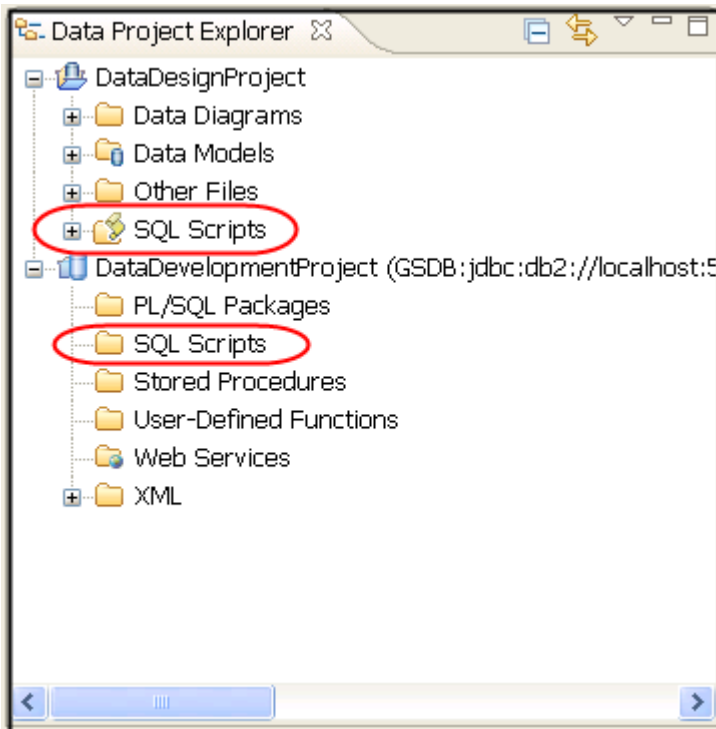 Data Project Explorer
DataDesignProject
Data Diagrams
Data Models
Other Files
SQL Scripts
DataDevelopmentProject (GSDB:jdbc:db2://localhost:5
PL/SQL Packages
SQL Scripts
Stored Procedures
User-Defined Functions
Web Services
XML